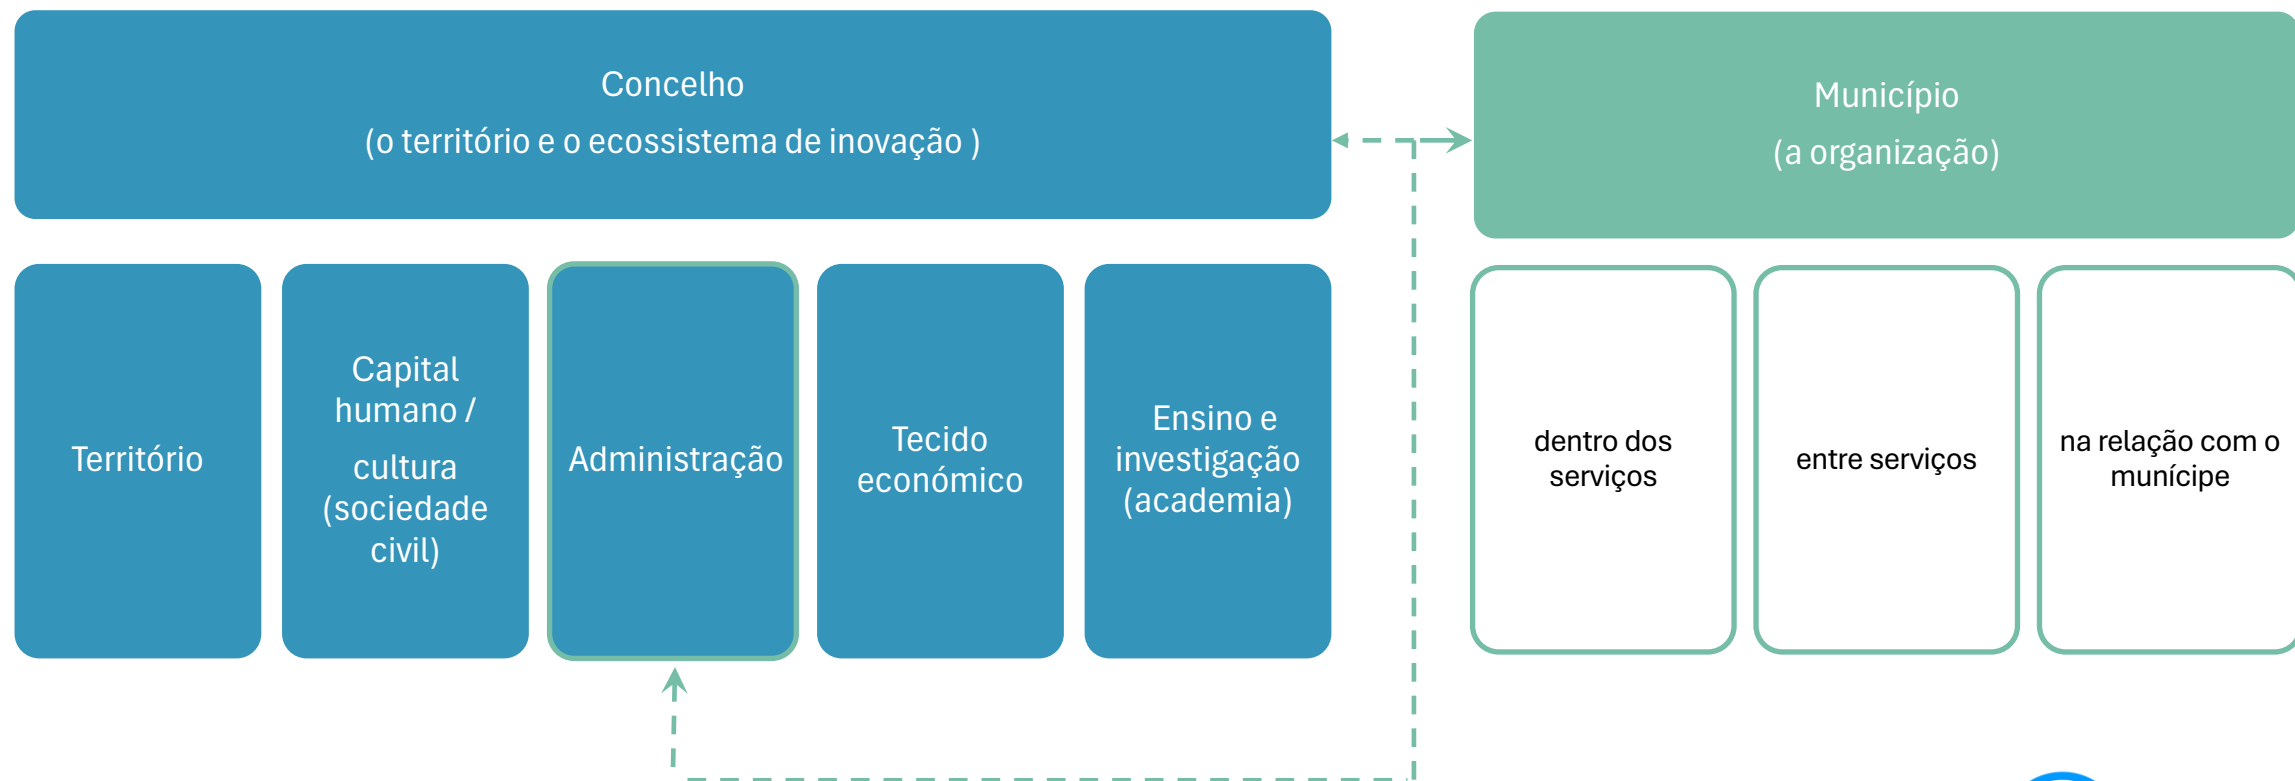 Concelho
(o território e o ecossistema de inovação )
Município
(a organização)
Território
Capital
humano /
cultura
(sociedade
civil)
Administração
Tecido
económico
Ensino e
investigação
(academia)
dentro dos
serviços
entre serviços
na relação com o
munícipe